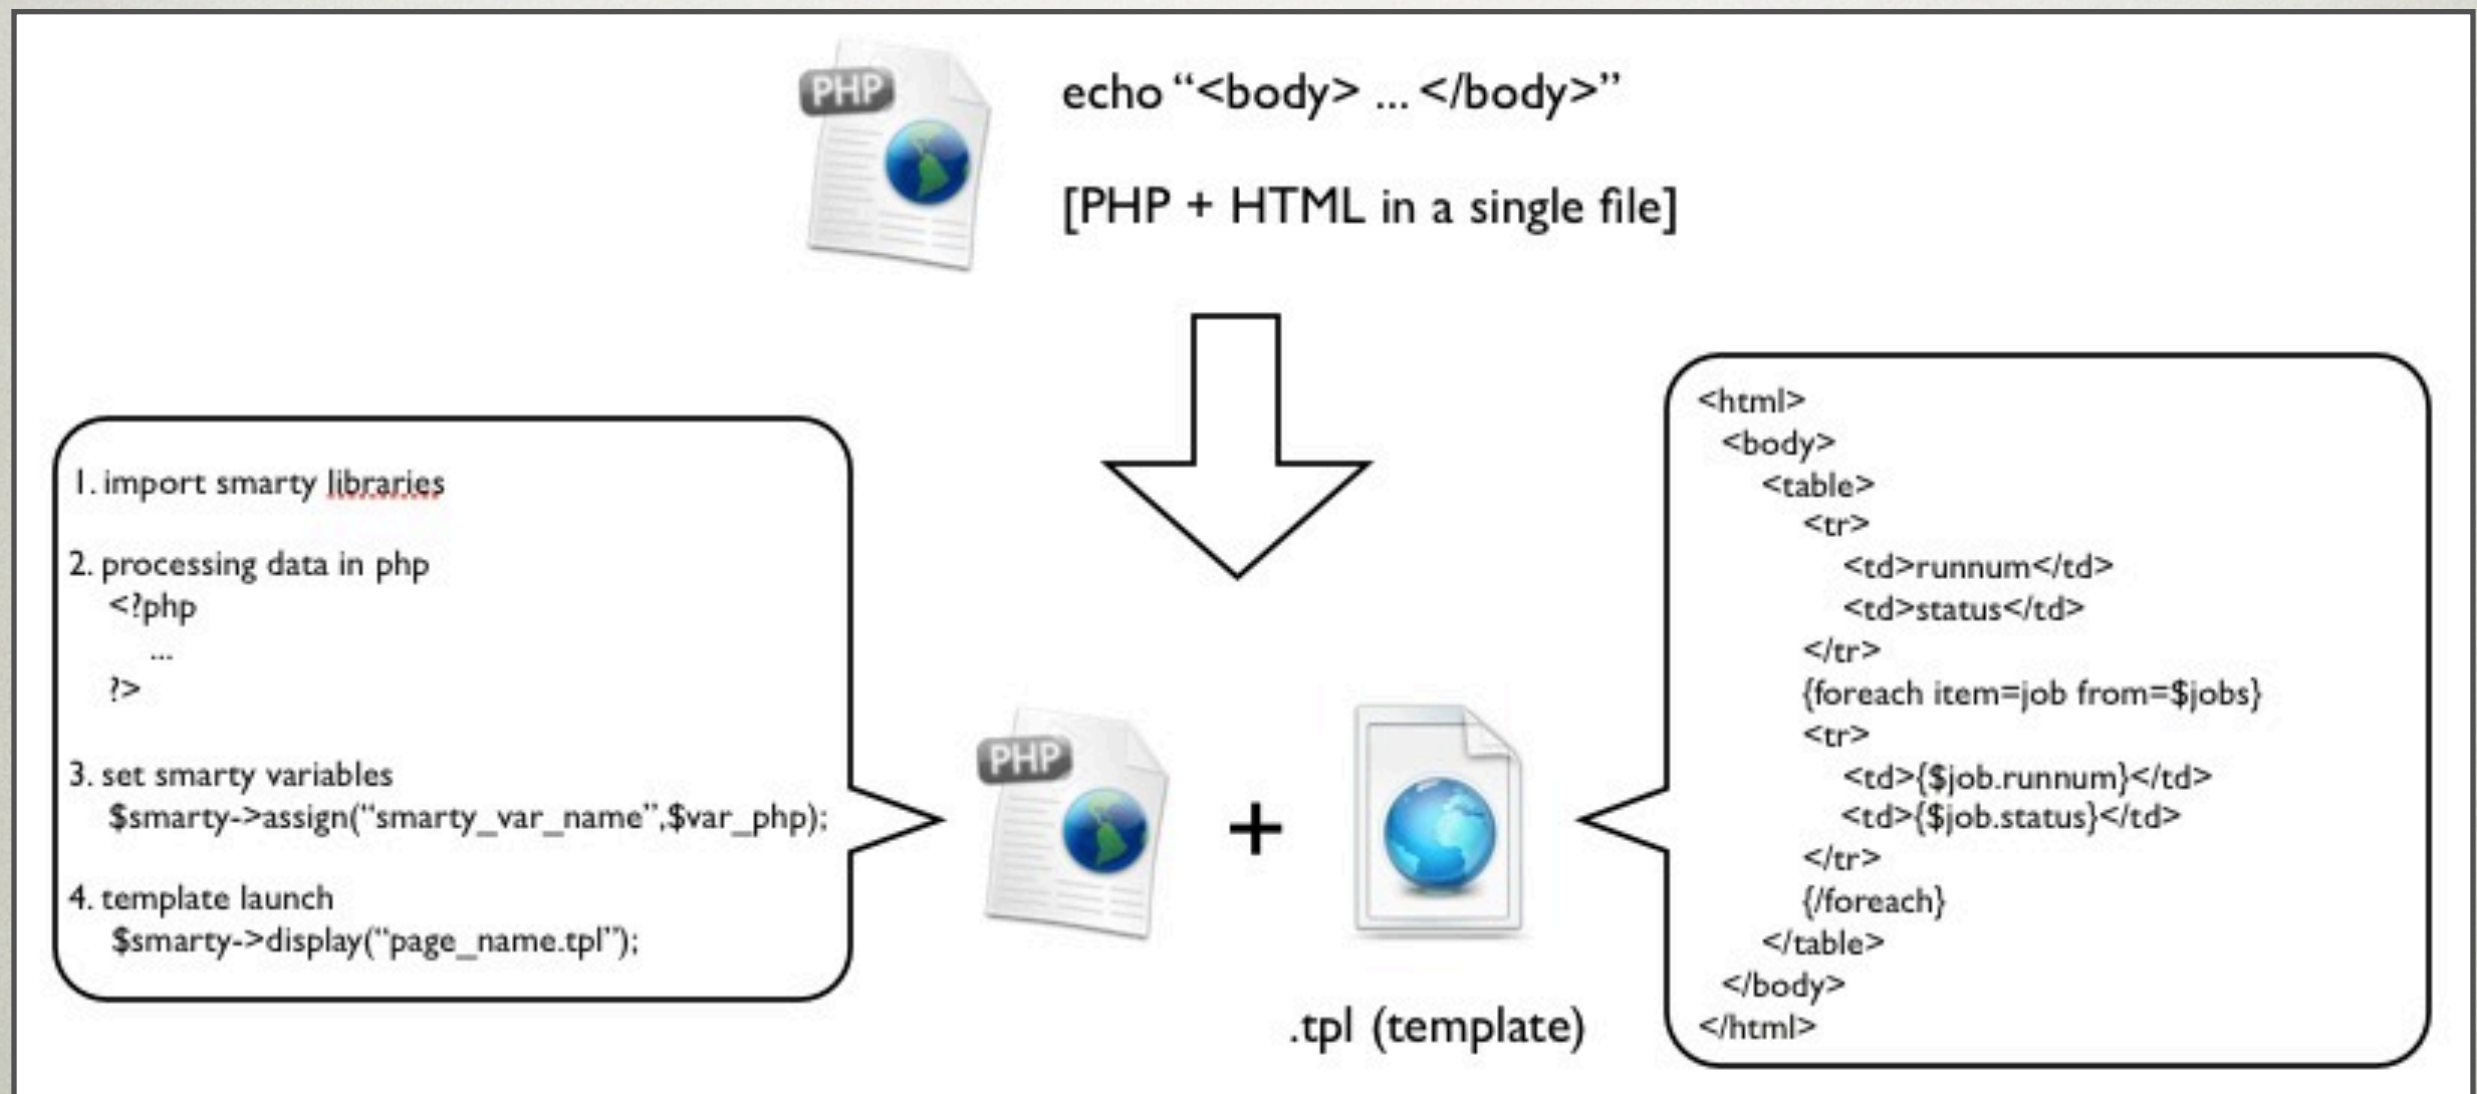 PHP
echo “<body> ... </body>”
[PHP + HTML in a single file]
1. import smarty libraries
2. processing data in php
<?php
...
?>
3. set smarty variables
$smarty->assign(“smarty_var_name”,$var_php);
4. template launch
$smarty->display(“page_name.tpl”);
PHP
+
.tpl (template)
<html>
<body>
<table>
<tr>
<td>runnum</td>
<td>status</td>
</tr>
{foreach item=job from=$jobs}
<tr>
<td>{$job.runnum}</td>
<td>{$job.status}</td>
</tr>
{/foreach}
</table>
</body>
</html>